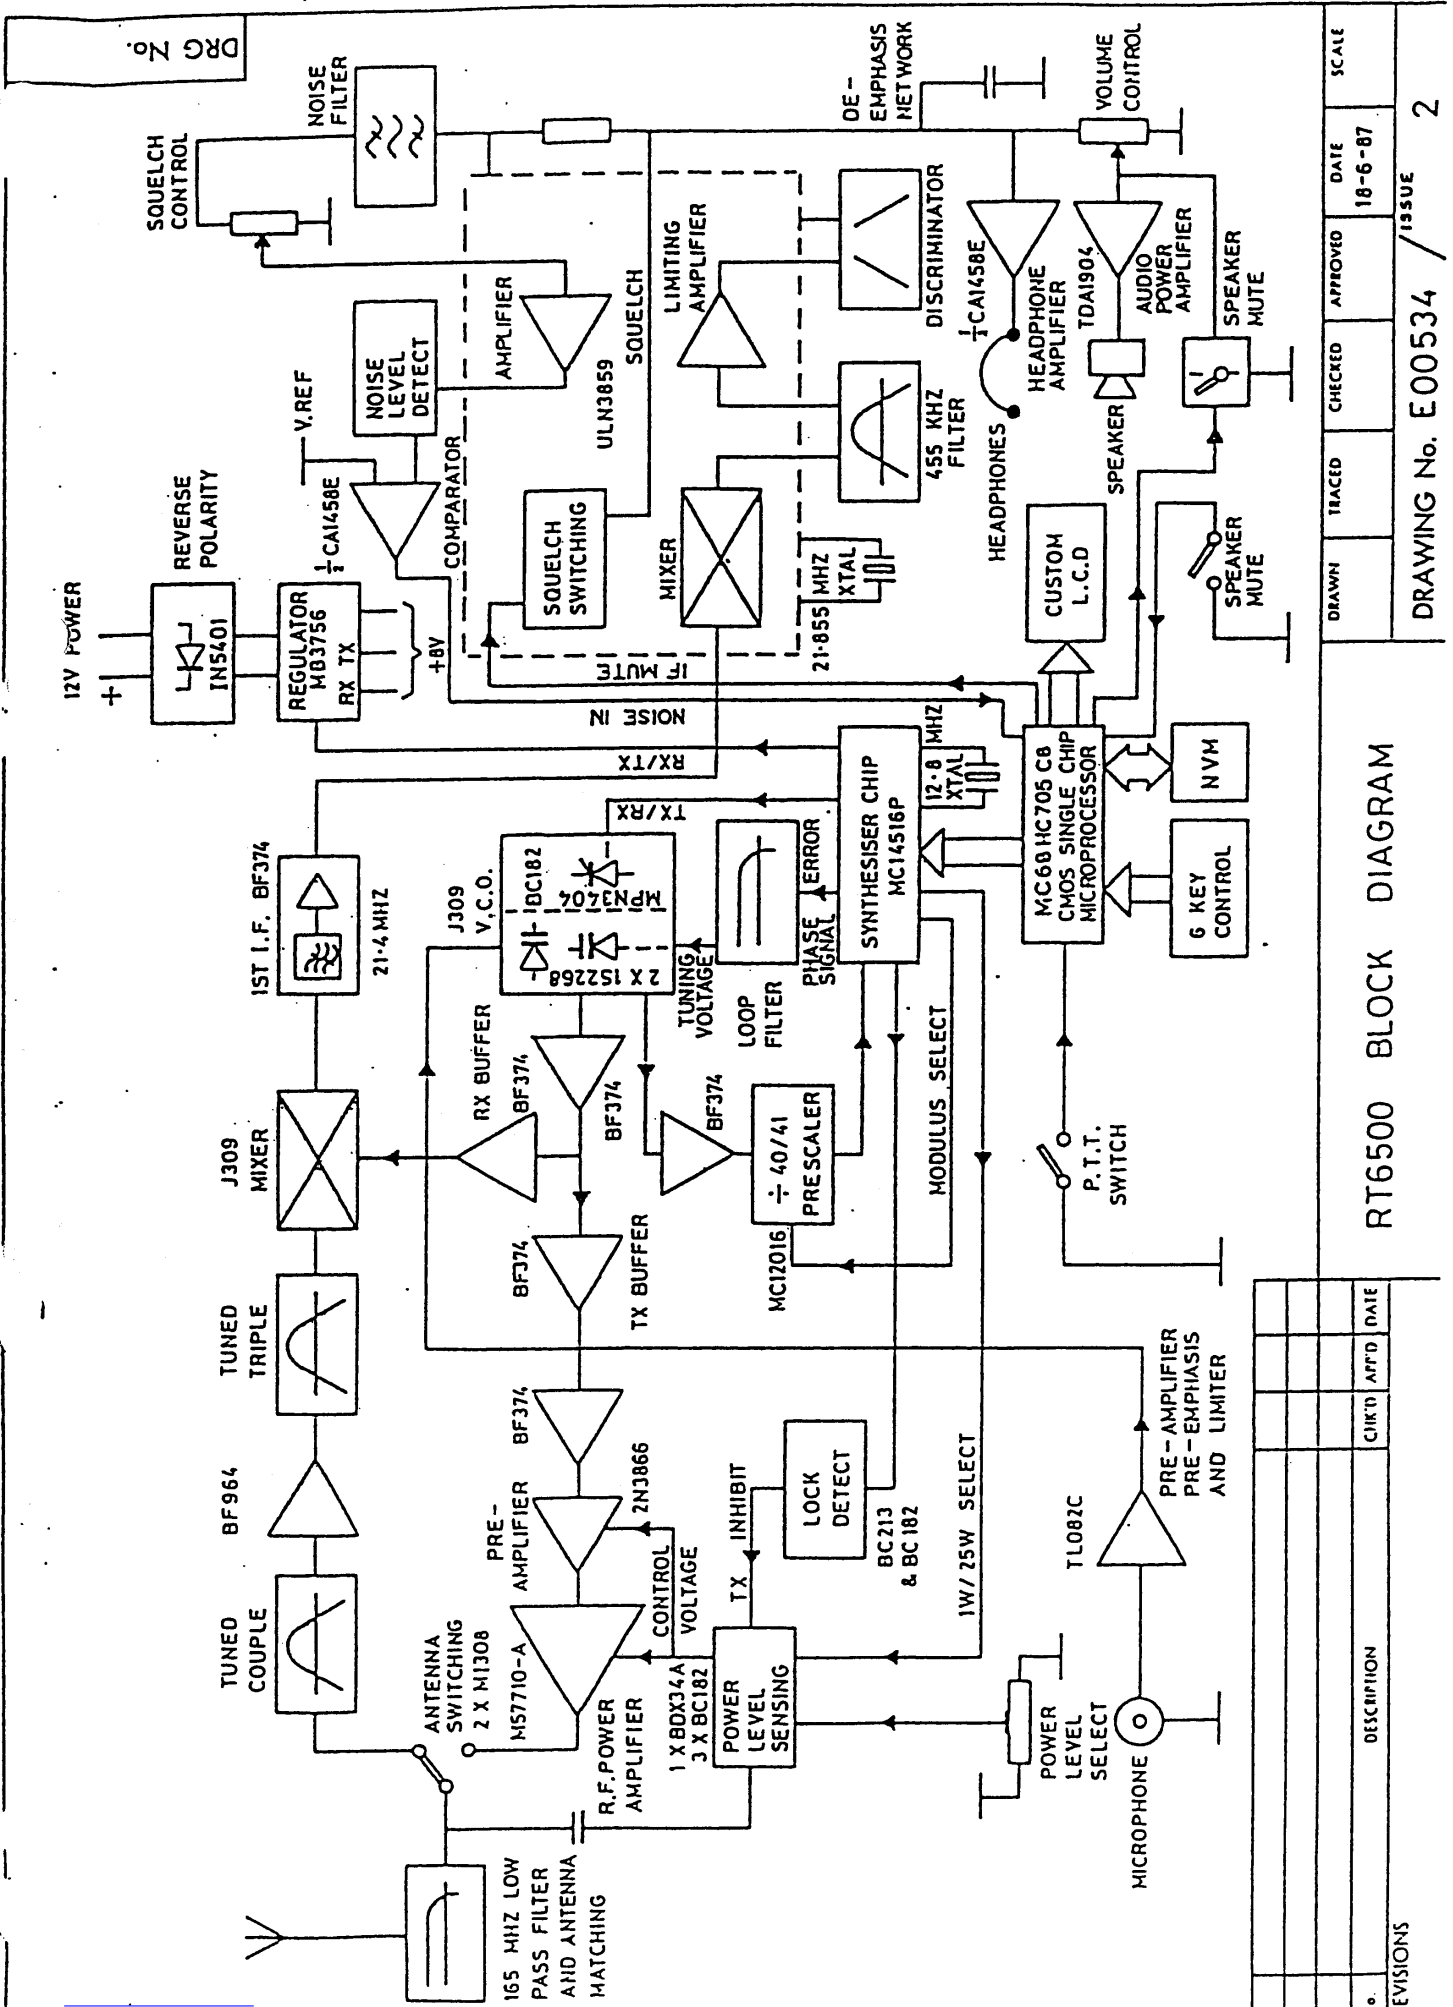 DRG No.
12V POWER
+
REVERSE
POLARITY
IN5401
REGULATOR
MB3756
RX TX
+8V
V.REF
½CA1458E
COMPARATOR
SQUELCH
CONTROL
NOISE
FILTER
NOISE
LEVEL
DETECT
AMPLIFIER
ULN3859
SQUELCH
SQUELCH
SWITCHING
LIMITING
AMPLIFIER
MIXER
21·855 MHZ
XTAL
455 KHZ
FILTER
DISCRIMINATOR
DE-
EMPHASIS
NETWORK
VOLUME
CONTROL
½CA1458E
HEADPHONE
AMPLIFIER
HEADPHONES
TDA1904
AUDIO
POWER
AMPLIFIER
SPEAKER
SPEAKER
MUTE
SPEAKER
MUTE
CUSTOM
L.C.D
IF MUTE
NOISE IN
RX/TX
TX/RX
TUNED
COUPLE
BF964
TUNED
TRIPLE
J309
MIXER
1ST I.F. BF374
21·4MHZ
J309
V.C.O.
BC182
MPN3404
2 X 1S2268
TUNING
VOLTAGE
LOOP
FILTER
PHASE ERROR
SIGNAL
SYNTHESISER CHIP
MC14516P
12·8 MHZ
XTAL
MC68HC705 C8
CMOS SINGLE CHIP
MICROPROCESSOR
NVM
6 KEY
CONTROL
RX BUFFER
BF374
BF374
BF374
BF374
TX BUFFER
÷ 40/41
PRESCALER
MC12016
MODULUS SELECT
P.T.T.
SWITCH
ANTENNA
SWITCHING
2 X M1308
PRE-
AMPLIFIER
BF374
2N3866
M57710-A
R.F.POWER
AMPLIFIER
CONTROL
VOLTAGE
1 X BDX34A
3 X BC182
POWER
LEVEL
SENSING
TX INHIBIT
LOCK
DETECT
BC213
& BC182
1W/25W SELECT
165 MHZ LOW
PASS FILTER
AND ANTENNA
MATCHING
POWER
LEVEL
SELECT
MICROPHONE
TL082C
PRE-AMPLIFIER
PRE-EMPHASIS
AND LIMITER
RT6500 BLOCK DIAGRAM
DRAWN TRACED CHECKED APPROVED DATE SCALE
18-6-87
DRAWING No. E00534 /ISSUE 2
DESCRIPTION CHK'D APP'D DATE
EVISIONS